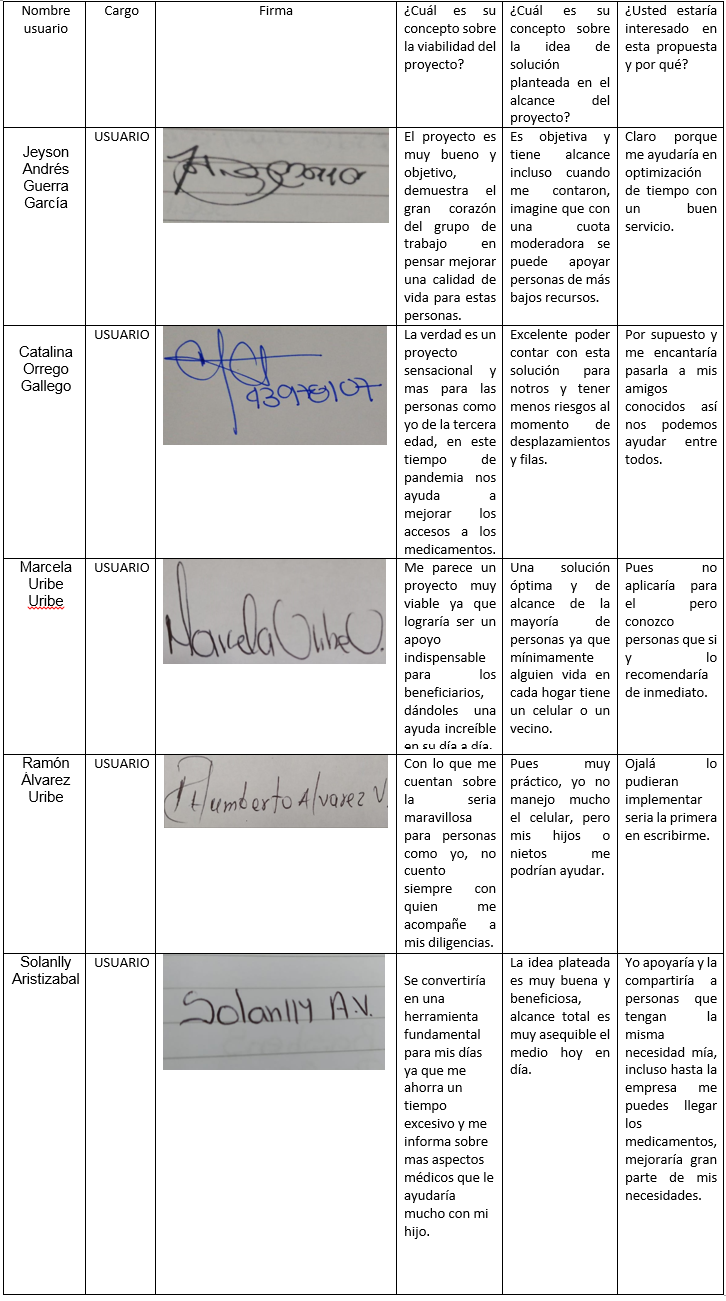 Nombre
usuario
Cargo
Firma
¿Cuál es su
concepto sobre
la viabilidad del
proyecto?
¿Cuál es su
concepto sobre
la idea de
solución
planteada en el
alcance del
proyecto?
¿Usted estaría
interesado en
esta propuesta
y por qué?
Jeyson
Andrés
Guerra
García
USUARIO
El proyecto es
muy bueno y
objetivo,
demuestra el
gran corazón
del grupo de
trabajo en
pensar mejorar
una calidad de
vida para estas
personas.
Es objetiva y
tiene alcance
incluso cuando
me contaron,
imagine que con
una cuota
moderadora se
puede apoyar
personas de más
bajos recursos.
Claro porque
me ayudaría en
optimización
de tiempo con
un buen
servicio.
Catalina
Orrego
Gallego
USUARIO
La verdad es un
proyecto
sensacional y
mas para las
personas como
yo de la tercera
edad, en este
tiempo de
pandemia nos
ayuda a
mejorar los
accesos a los
medicamentos.
Excelente poder
contar con esta
solución para
notros y tener
menos riesgos al
momento de
desplazamientos
y filas.
Por supuesto y
me encantaría
pasarla a mis
amigos
conocidos así
nos podemos
ayudar entre
todos.
Marcela
Uribe
Uribe
USUARIO
Marcela Uribe U.
Me parece un
proyecto muy
viable ya que
lograría ser un
apoyo
indispensable
para los
beneficiarios,
dándoles una
ayuda increíble
en su día a día.
Una solución
óptima y de
alcance de la
mayoría de
personas ya que
mínimamente
alguien vida en
cada hogar tiene
un celular o un
vecino.
Pues no
aplicaría para
el pero
conozco
personas que si
y lo
recomendaría
de inmediato.
Ramón
Álvarez
Uribe
USUARIO
Humberto Alvarez U
Con lo que me
cuentan sobre
la seria
maravillosa
para personas
como yo, no
cuento
siempre con
quien me
acompañe a
mis diligencias.
Pues muy
práctico, yo no
manejo mucho
el celular, pero
mis hijos o
nietos me
podrían ayudar.
Ojalá lo
pudieran
implementar
seria la primera
en escribirme.
Solanlly
Aristizabal
USUARIO
Solanlly A.V.
Se convertiría
en una
herramienta
fundamental
para mis días
ya que me
ahorra un
tiempo
excesivo y me
informa sobre
mas aspectos
médicos que le
ayudaría
mucho con mi
hijo.
La idea plateada
es muy buena y
beneficiosa,
alcance total es
muy asequible el
medio hoy en
día.
Yo apoyaría y la
compartiría a
personas que
tengan la
misma
necesidad mía,
incluso hasta la
empresa me
puedes llegar
los
medicamentos,
mejoraría gran
parte de mis
necesidades.